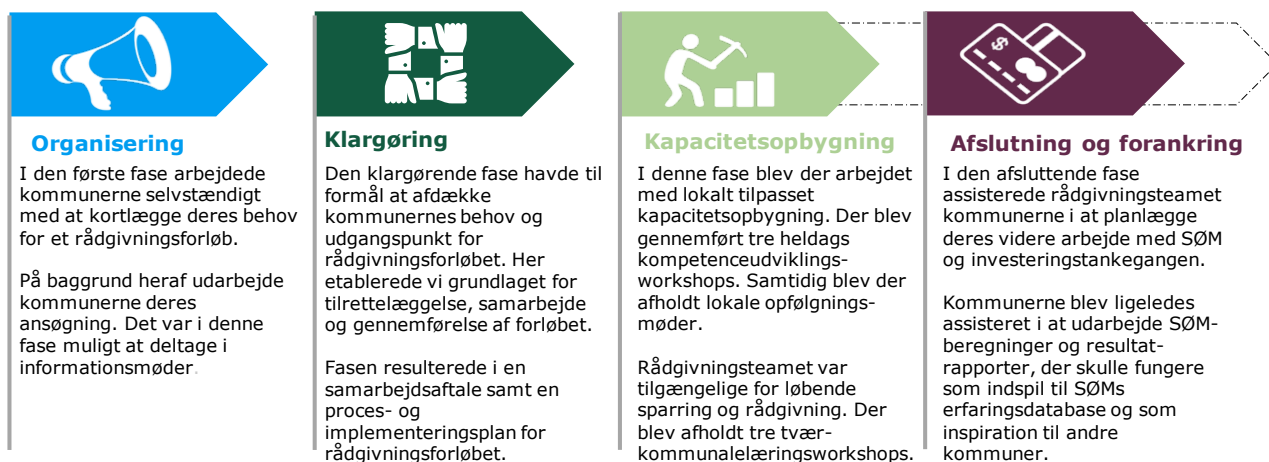 Organisering
I den første fase arbejdede
kommunerne selvstændigt
med at kortlægge deres behov
for et rådgivningsforløb.
På baggrund heraf udarbejde
kommunerne deres
ansøgning. Det var i denne
fase muligt at deltage i
informationsmøder.
Klargøring
Den klargørende fase havde til
formål at afdække
kommunernes behov og
udgangspunkt for
rådgivningsforløbet. Her
etablerede vi grundlaget for
tilrettelæggelse, samarbejde
og gennemførelse af forløbet.
Fasen resulterede i en
samarbejdsaftale samt en
proces- og
implementeringsplan for
rådgivningsforløbet.
Kapacitetsopbygning
I denne fase blev der arbejdet
med lokalt tilpasset
kapacitetsopbygning. Der blev
gennemført tre heldags
kompetenceudviklings-
workshops. Samtidig blev der
afholdt lokale opfølgnings-
møder.
Rådgivningsteamet var
tilgængelige for løbende
sparring og rådgivning. Der
blev afholdt tre tvær-
kommunalelæringsworkshops.
Afslutning og forankring
I den afsluttende fase
assisterede rådgivningsteamet
kommunerne i at planlægge
deres videre arbejde med SØM
og investeringstankegangen.
Kommunerne blev ligeledes
assisteret i at udarbejde SØM-
beregninger og resultat-
rapporter, der skulle fungere
som indspil til SØMs
erfaringsdatabase og som
inspiration til andre
kommuner.